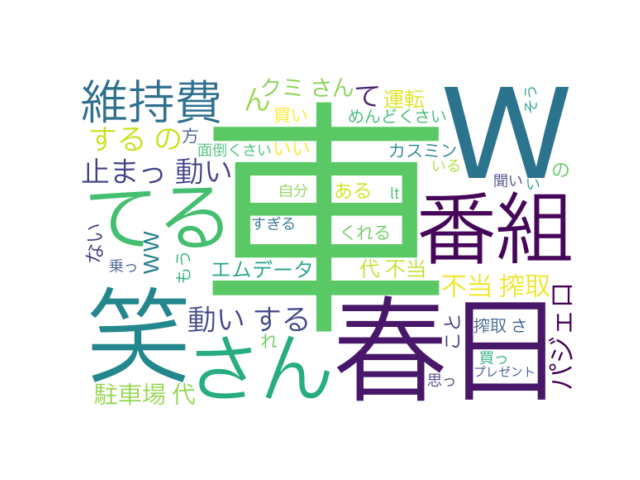 クミ さん
維持費
ん
て
運転
W
そう
買い
めんどくさい
する の
方
面倒くさい
いい
カスミン
車
止まっ 動い
いる
の
聞い
い
自分
ある
lt
てる
番組
ない
ww
すぎる
くれる
もう
乗っ
エムデータ
代 不当
不当 搾取
笑
動い する
さん
春日
こと
搾取 さ
パジェロ
れ
買っ
思っ
プレゼント
駐車場 代